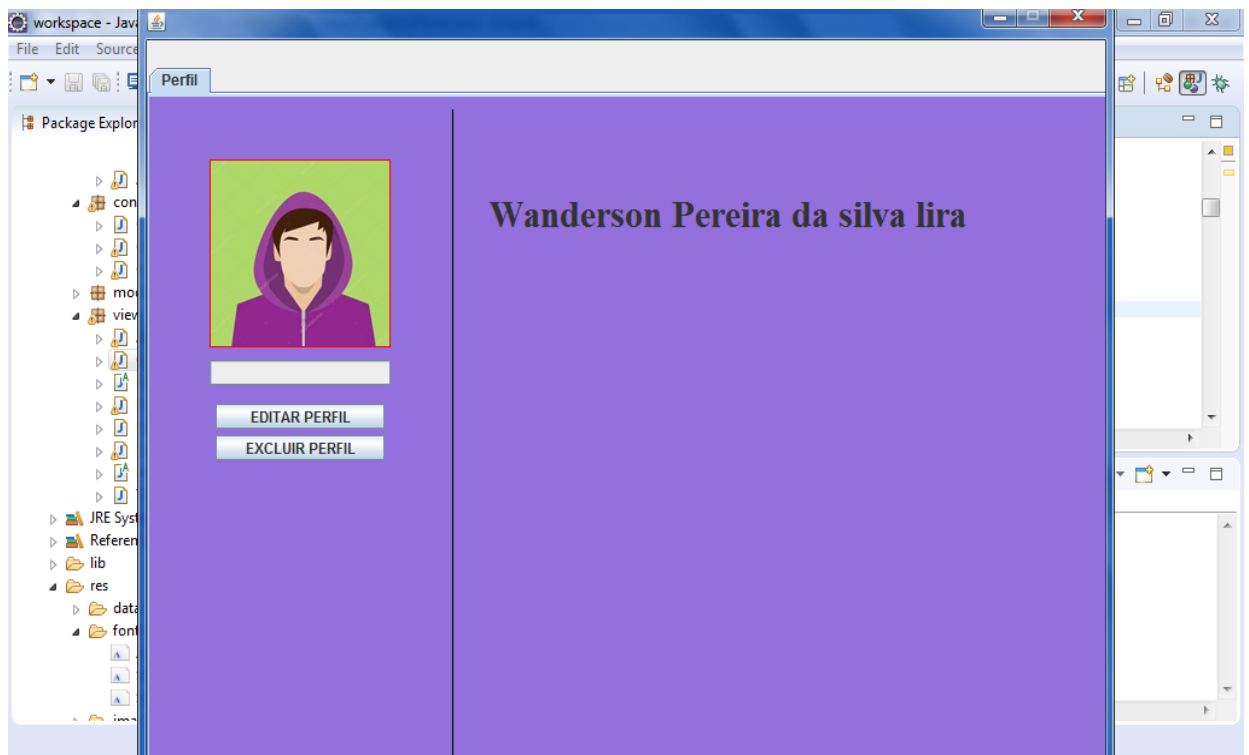 workspace - Java
File Edit Source
Perfil
Package Explor
Wanderson Pereira da silva lira
EDITAR PERFIL
EXCLUIR PERFIL
con
mod
view
JRE Syst
Referen
lib
res
data
font